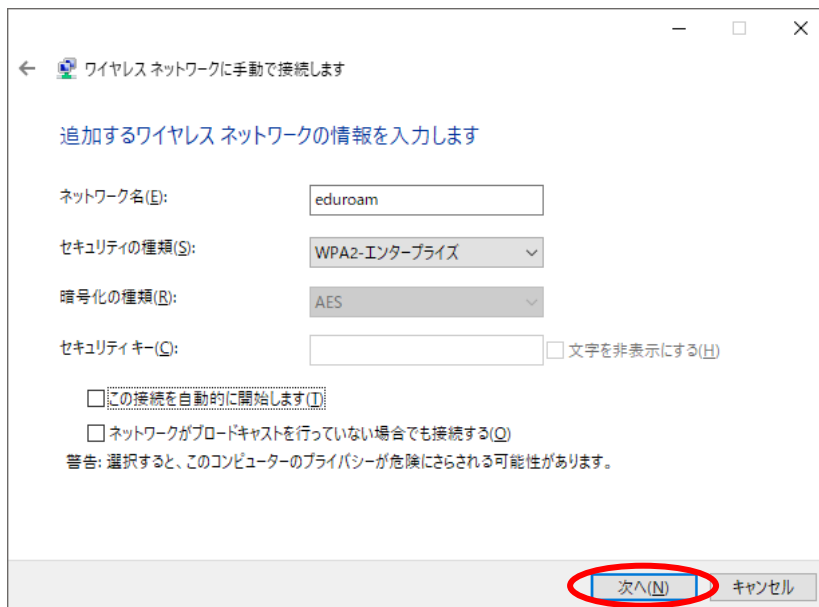 ワイヤレス ネットワークに手動で接続します
追加するワイヤレス ネットワークの情報を入力します
ネットワーク名(E): eduroam
セキュリティの種類(S): WPA2-エンタープライズ
暗号化の種類(R): AES
セキュリティ キー(C): 文字を非表示にする(H)
この接続を自動的に開始します(T)
ネットワークがブロードキャストを行っていない場合でも接続する(O)
警告: 選択すると、このコンピューターのプライバシーが危険にさらされる可能性があります。
次へ(N) キャンセル